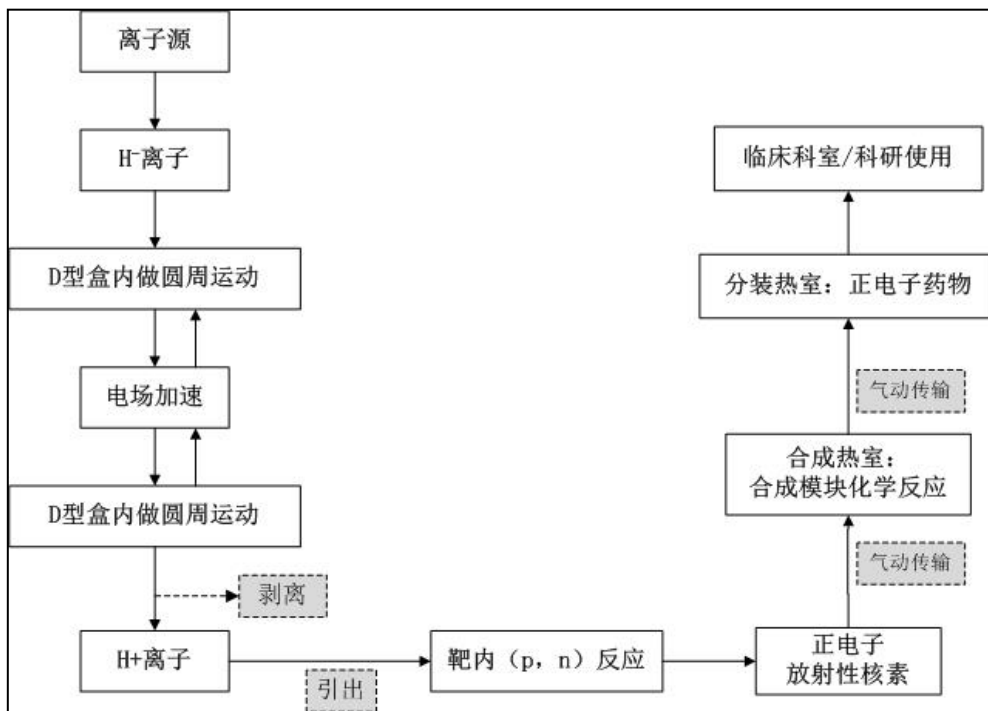 离子源
H⁻离子
D型盒内做圆周运动
电场加速
D型盒内做圆周运动
剥离
H+离子
引出
靶内（p，n）反应
正电子
放射性核素
气动传输
合成热室：
合成模块化学反应
气动传输
分装热室：正电子药物
临床科室/科研使用